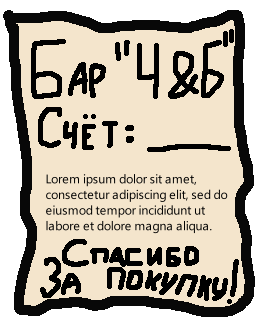 Бар "Ч&Б"
Счёт: ______
Lorem ipsum dolor sit amet,
consectetur adipiscing elit, sed do
eiusmod tempor incididunt ut
labore et dolore magna aliqua.
Спасибо
За покупку!